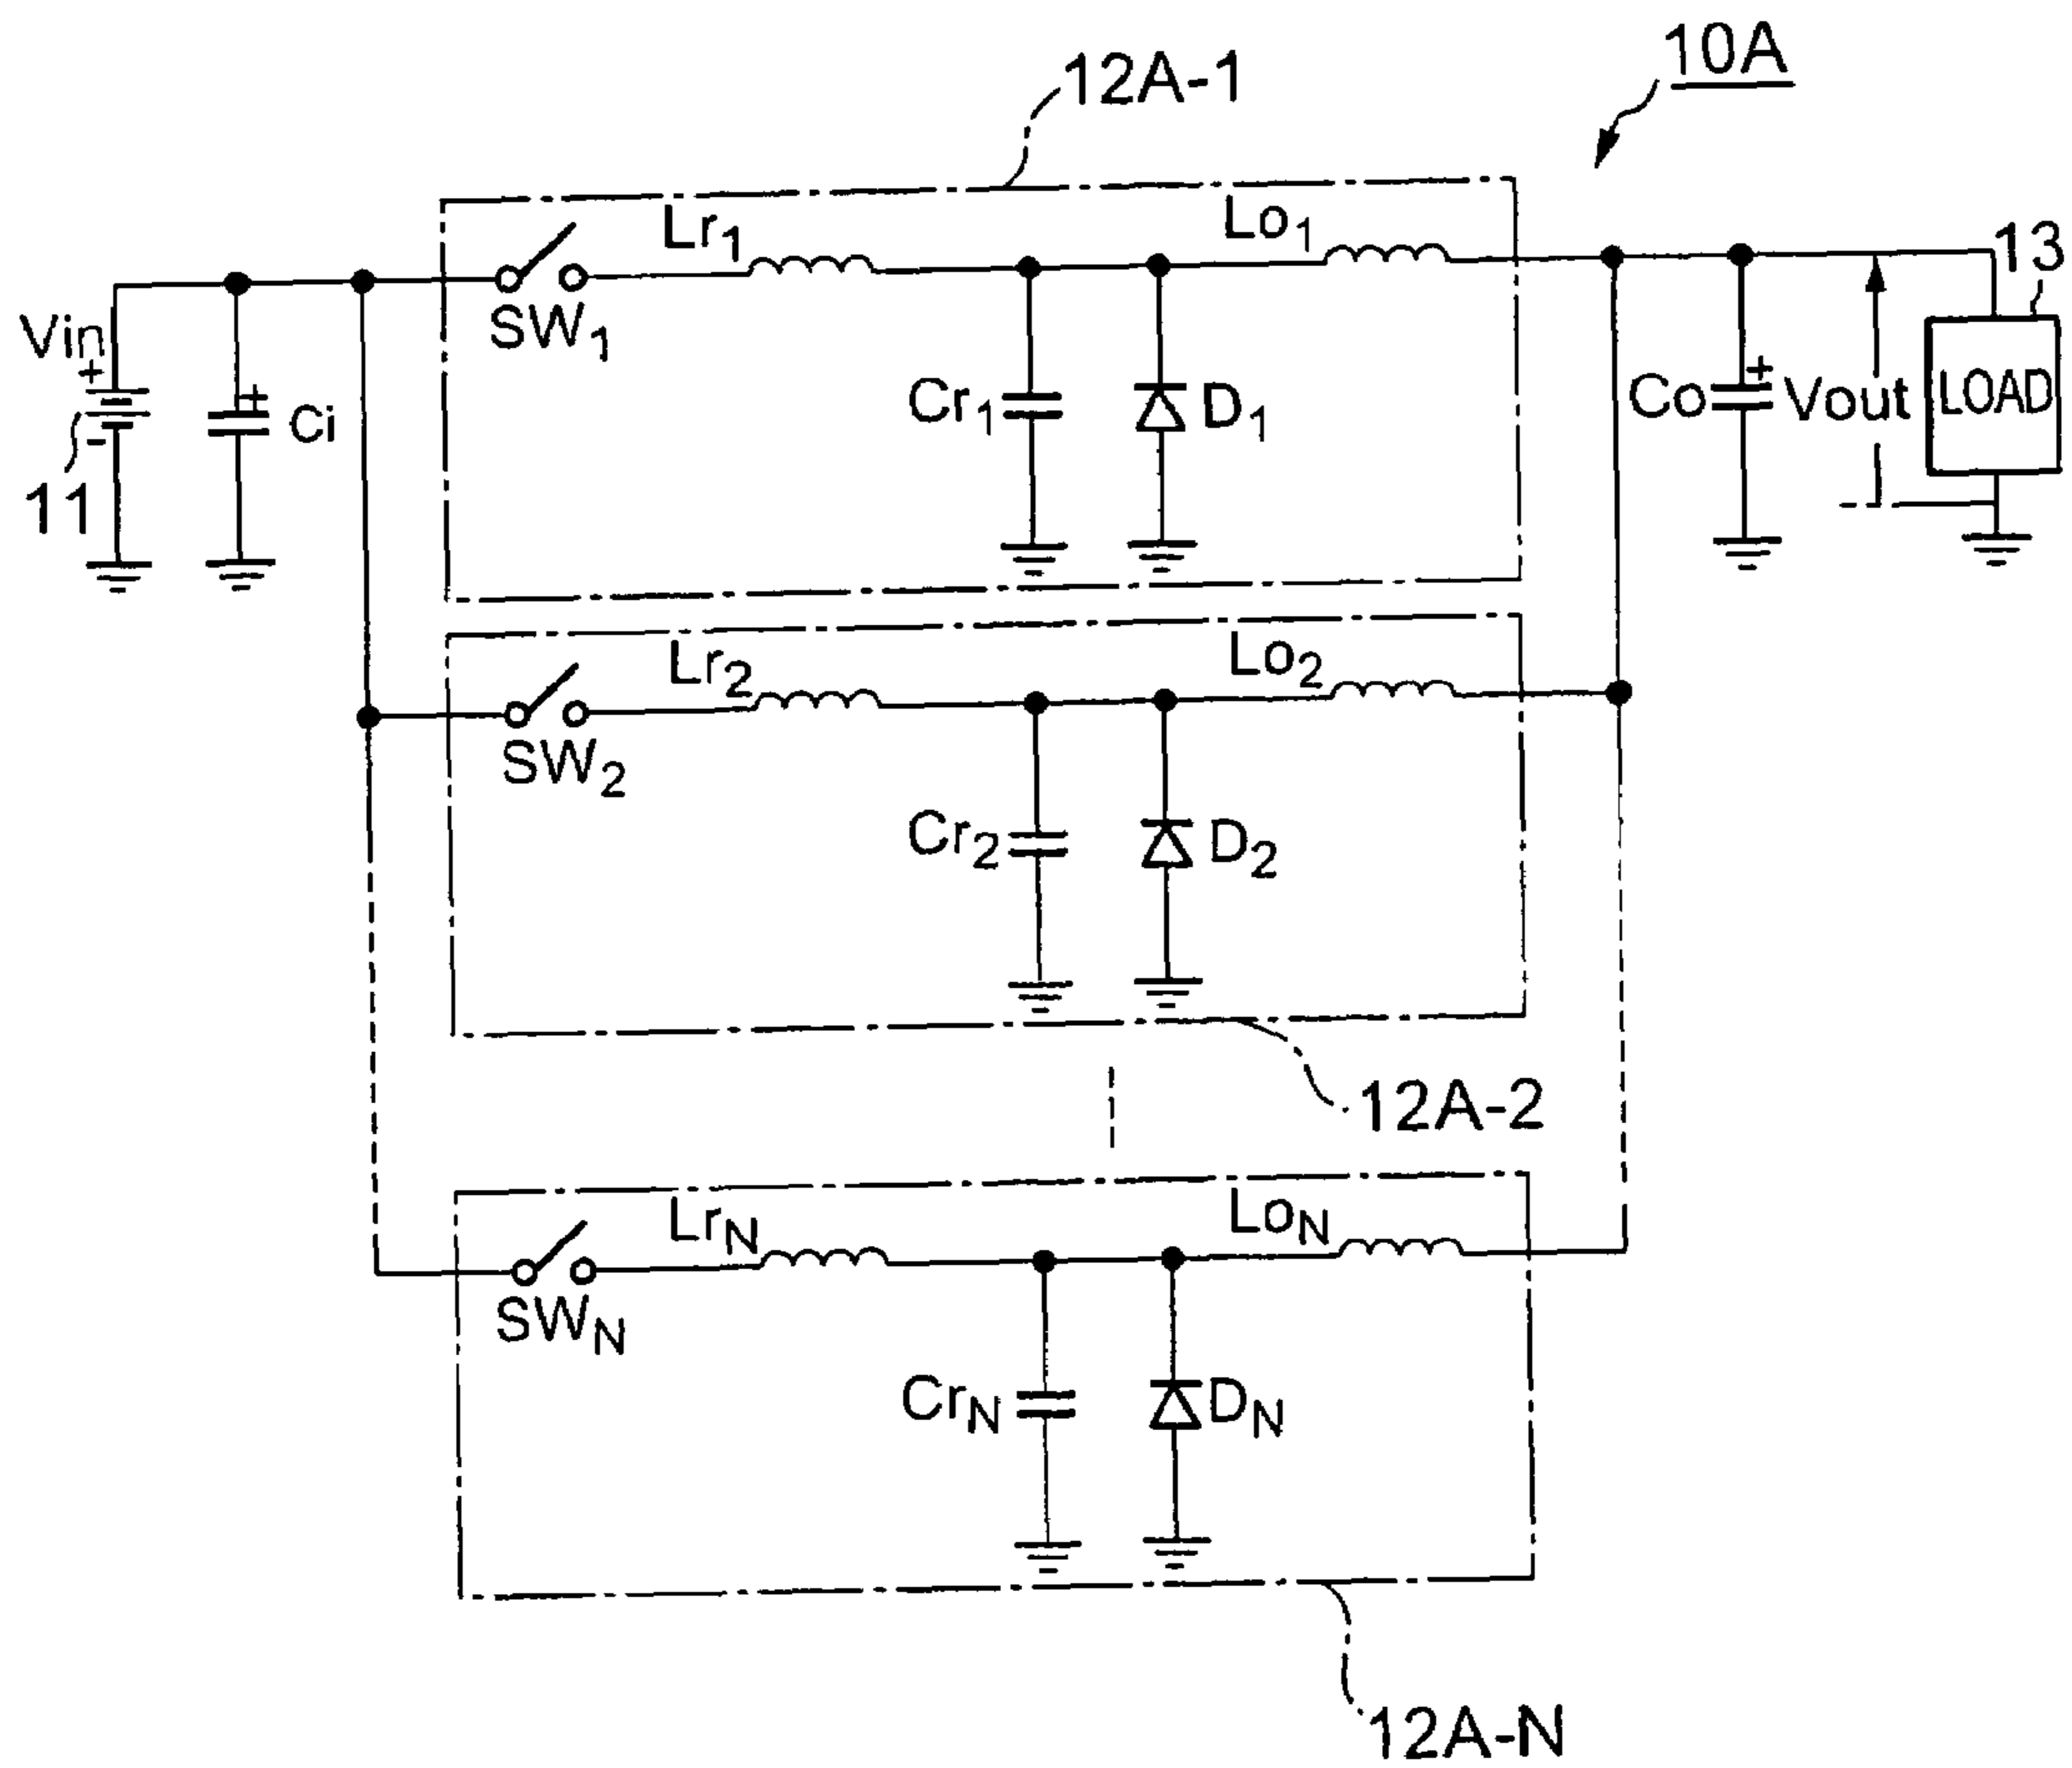 10A
12A-1
Lr1
Lo1
13
SW1
Vin
+
-
11
+
Ci
Cr1
D1
Co
+
Vout
LOAD
Lr2
Lo2
SW2
Cr2
D2
12A-2
LrN
LoN
SWN
CrN
DN
12A-N